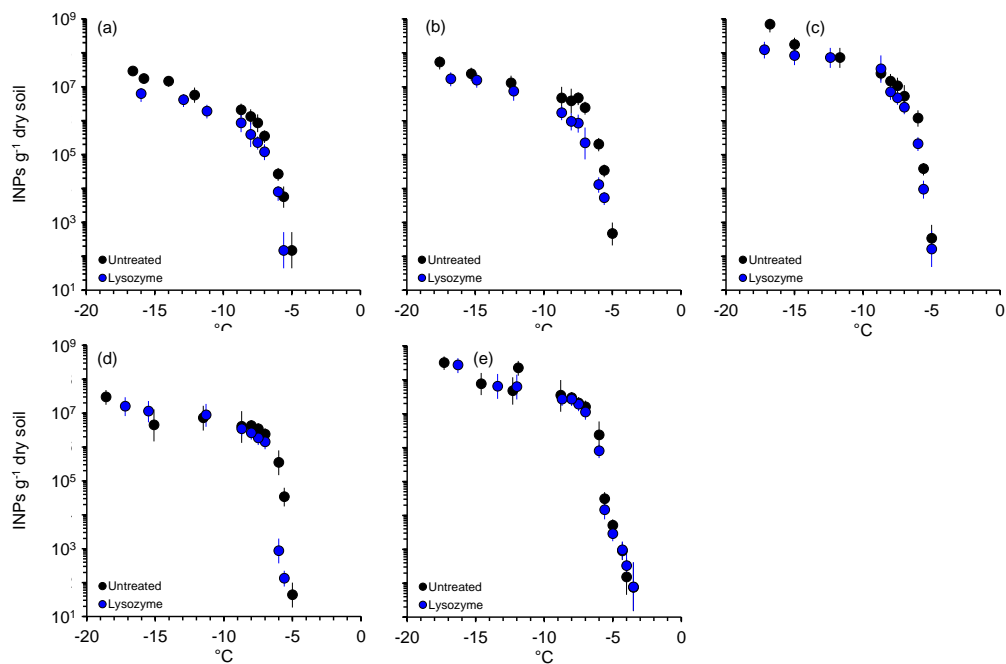 (a)
(b)
(c)
10⁹
10⁷
10⁵
10³
10¹
INPs g⁻¹ dry soil
Untreated
Lysozyme
Untreated
Lysozyme
Untreated
Lysozyme
-20 -15 -10 -5 0
-20 -15 -10 -5 0
-20 -15 -10 -5 0
°C
°C
°C
(d)
(e)
10⁹
10⁷
10⁵
10³
10¹
INPs g⁻¹ dry soil
Untreated
Lysozyme
Untreated
Lysozyme
-20 -15 -10 -5 0
-20 -15 -10 -5 0
°C
°C